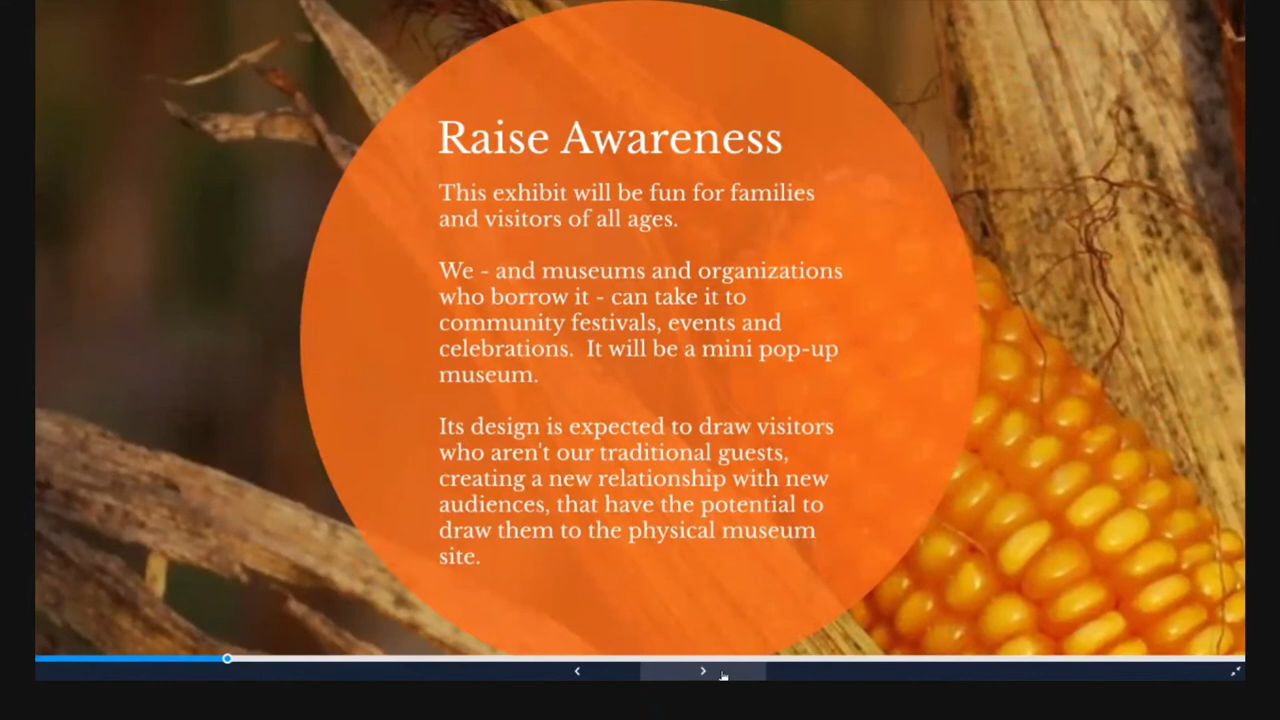 Raise Awareness
This exhibit will be fun for families
and visitors of all ages.
We - and museums and organizations
who borrow it - can take it to
community festivals, events and
celebrations.  It will be a mini pop-up
museum.
Its design is expected to draw visitors
who aren't our traditional guests,
creating a new relationship with new
audiences, that have the potential to
draw them to the physical museum
site.